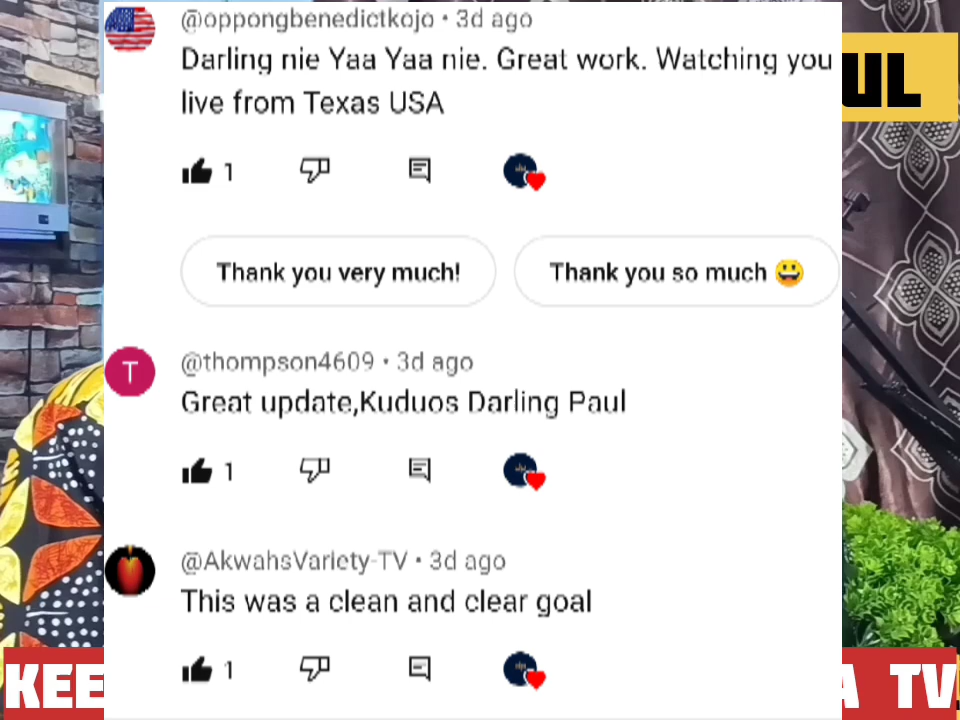 @oppongbenedictkojo • 3d ago
Darling nie Yaa Yaa nie. Great work. Watching you
live from Texas USA
1
Thank you very much!
Thank you so much 😀
T
@thompson4609 • 3d ago
Great update,Kuduos Darling Paul
1
@AkwahsVariety-TV • 3d ago
This was a clean and clear goal
1
UL
KEE
A TV